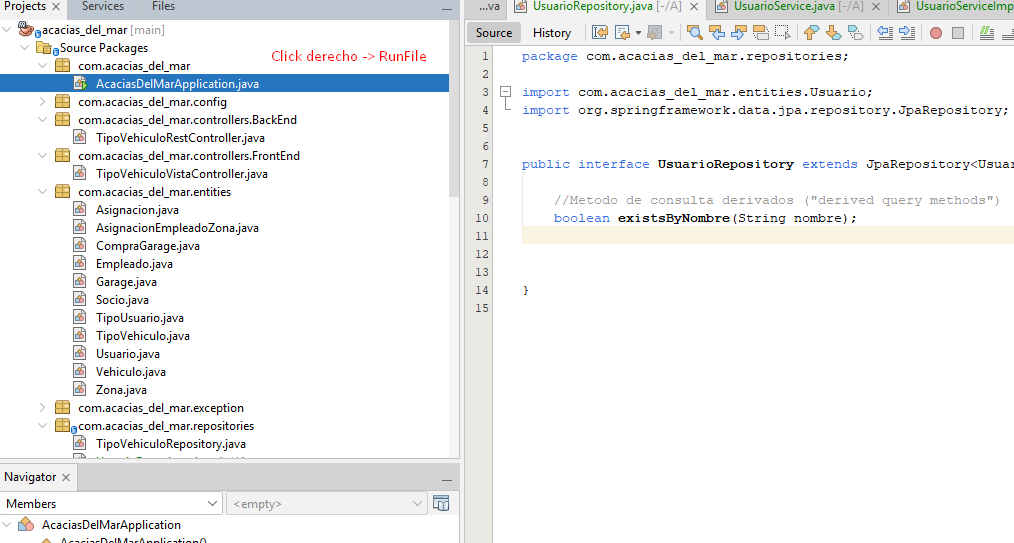 Projects
Services
Files
acacias_del_mar [main]
Source Packages
com.acacias_del_mar
Click derecho -> RunFile
AcaciasDelMarApplication.java
com.acacias_del_mar.config
com.acacias_del_mar.controllers.BackEnd
TipoVehiculoRestController.java
com.acacias_del_mar.controllers.FrontEnd
TipoVehiculoVistaController.java
com.acacias_del_mar.entities
Asignacion.java
AsignacionEmpleadoZona.java
CompraGarage.java
Empleado.java
Garage.java
Socio.java
TipoUsuario.java
TipoVehiculo.java
Usuario.java
Vehiculo.java
Zona.java
com.acacias_del_mar.exception
com.acacias_del_mar.repositories
TipoVehiculoRepository.java
Navigator
Members
<empty>
AcaciasDelMarApplication
AcaciasDelMarApplication()
...va
UsuarioRepository.java [-/A]
UsuarioService.java [-/A]
UsuarioServiceImp
Source
History
1 package com.acacias_del_mar.repositories;
2
3 import com.acacias_del_mar.entities.Usuario;
4 import org.springframework.data.jpa.repository.JpaRepository;
5
6
7 public interface UsuarioRepository extends JpaRepository<Usua
8
9 //Metodo de consulta derivados ("derived query methods")
10 boolean existsByNombre(String nombre);
11
12
13
14 }
15